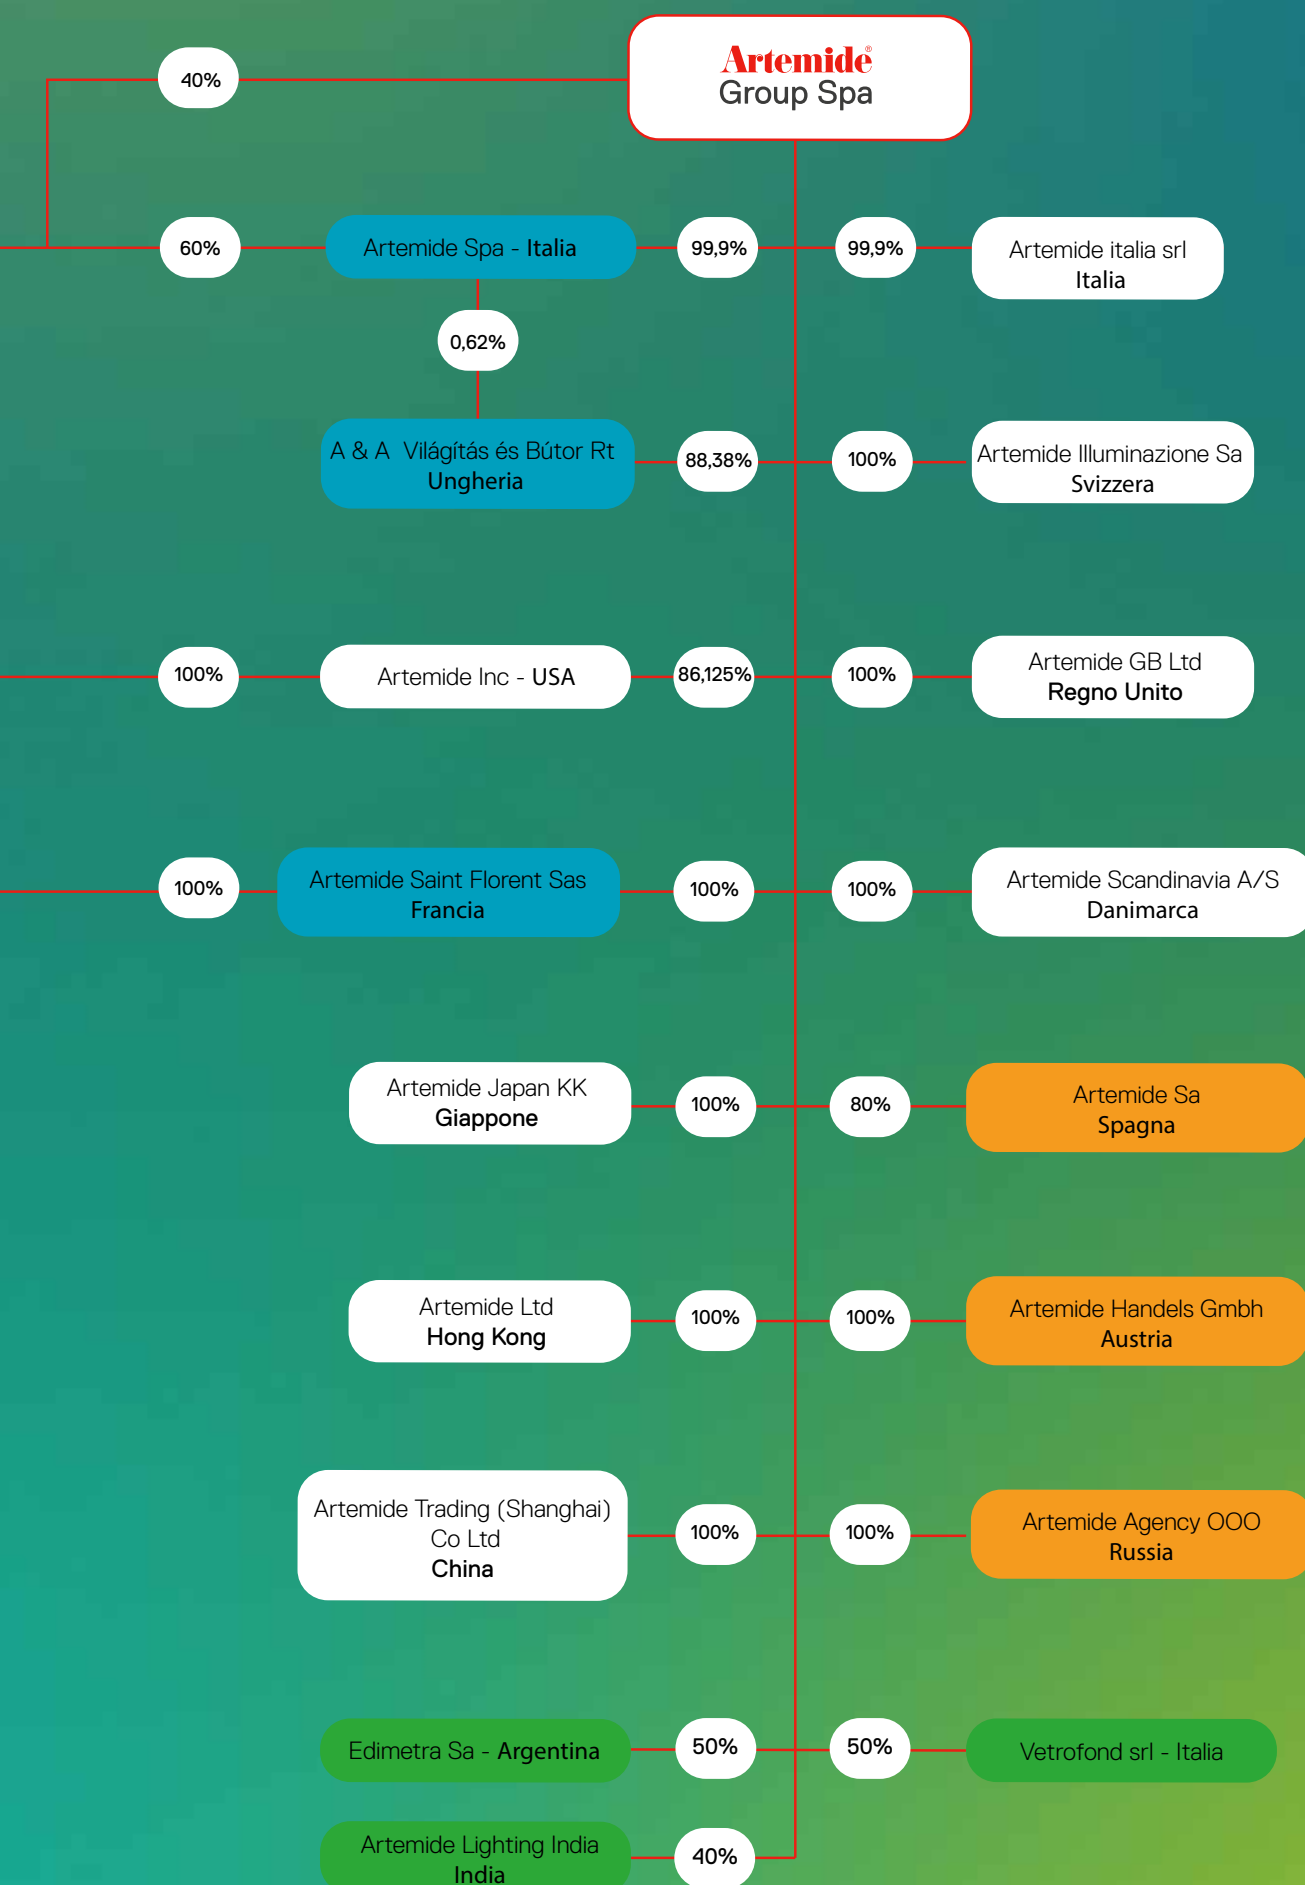 Artemide®
Group Spa
40%
60%
Artemide Spa - Italia
99,9%
99,9%
Artemide italia srl
Italia
0,62%
A & A Világítás és Bútor Rt
Ungheria
88,38%
100%
Artemide Illuminazione Sa
Svizzera
100%
Artemide Inc - USA
86,125%
100%
Artemide GB Ltd
Regno Unito
100%
Artemide Saint Florent Sas
Francia
100%
100%
Artemide Scandinavia A/S
Danimarca
Artemide Japan KK
Giappone
100%
80%
Artemide Sa
Spagna
Artemide Ltd
Hong Kong
100%
100%
Artemide Handels Gmbh
Austria
Artemide Trading (Shanghai)
Co Ltd
China
100%
100%
Artemide Agency OOO
Russia
Edimetra Sa - Argentina
50%
50%
Vetrofond srl - Italia
Artemide Lighting India
India
40%